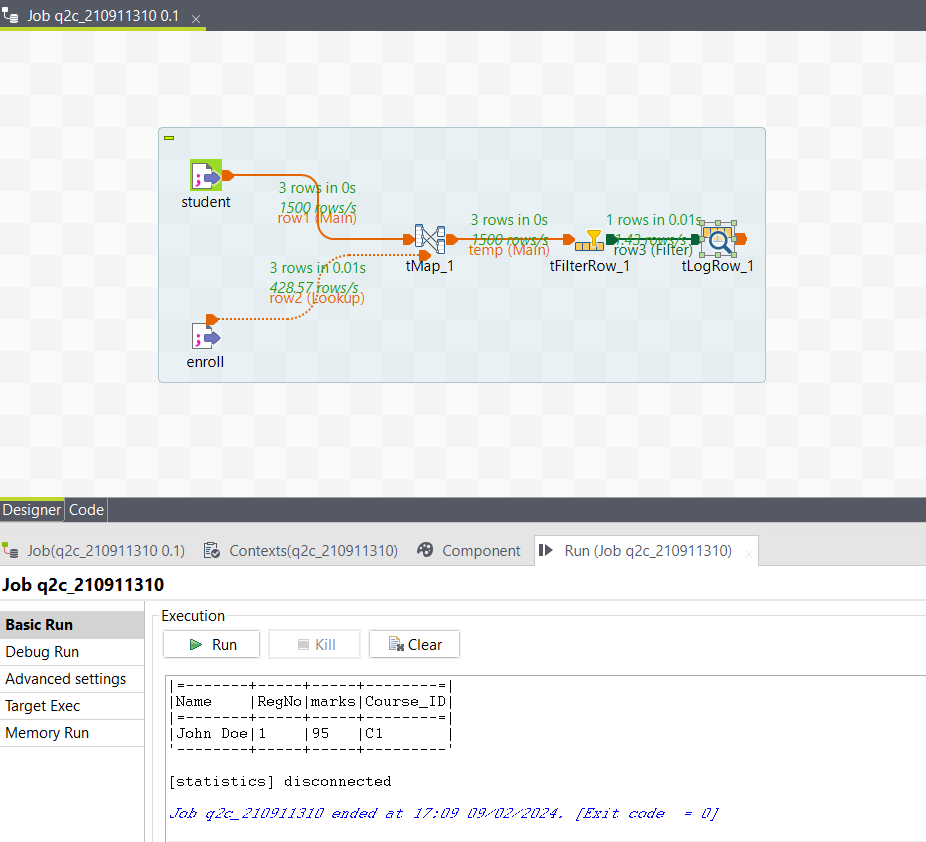 Job q2c_210911310 0.1
student
3 rows in 0s
1500 rows/s
row1 (Main)
3 rows in 0s
1500 rows/s
temp (Main)
1 rows in 0.01s
row3 (Filter)
tMap_1
tFilterRow_1
tLogRow_1
3 rows in 0.01s
428.57 rows/s
row2 (Lookup)
enroll
Designer Code
Job(q2c_210911310 0.1) Contexts(q2c_210911310) Component Run (Job q2c_210911310)
Job q2c_210911310
Basic Run
Debug Run
Advanced settings
Target Exec
Memory Run
Execution
Run Kill Clear
|=-------+-----+-----+--------=|
|Name    |RegNo|marks|Course_ID|
|=-------+-----+-----+--------=|
|John Doe|1    |95   |C1       |
'--------+-----+-----+---------'
[statistics] disconnected
Job q2c_210911310 ended at 17:09 09/02/2024. [Exit code  = 0]